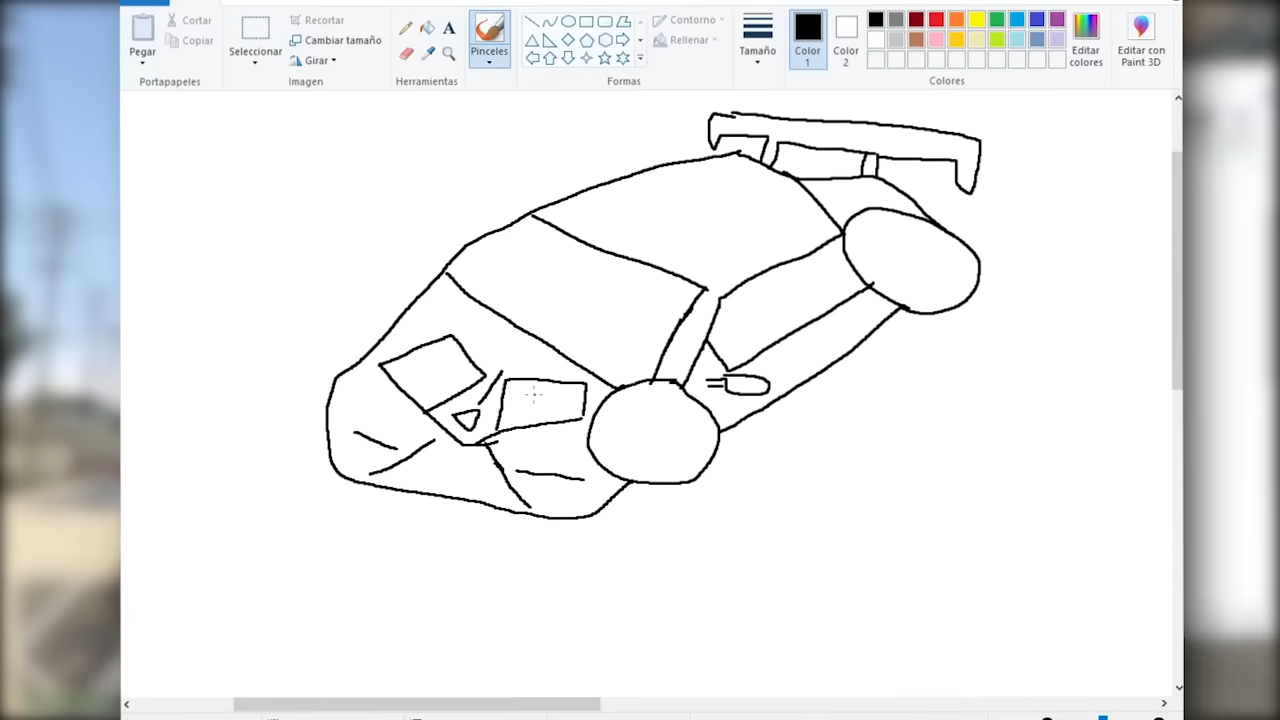 Cortar
Copiar
Pegar
Portapapeles
Seleccionar
Recortar
Cambiar tamaño
Girar
Imagen
A
Herramientas
Pinceles
Contorno
Rellenar
Formas
Tamaño
Color
1
Color
2
Editar
colores
Colores
Editar con
Paint 3D